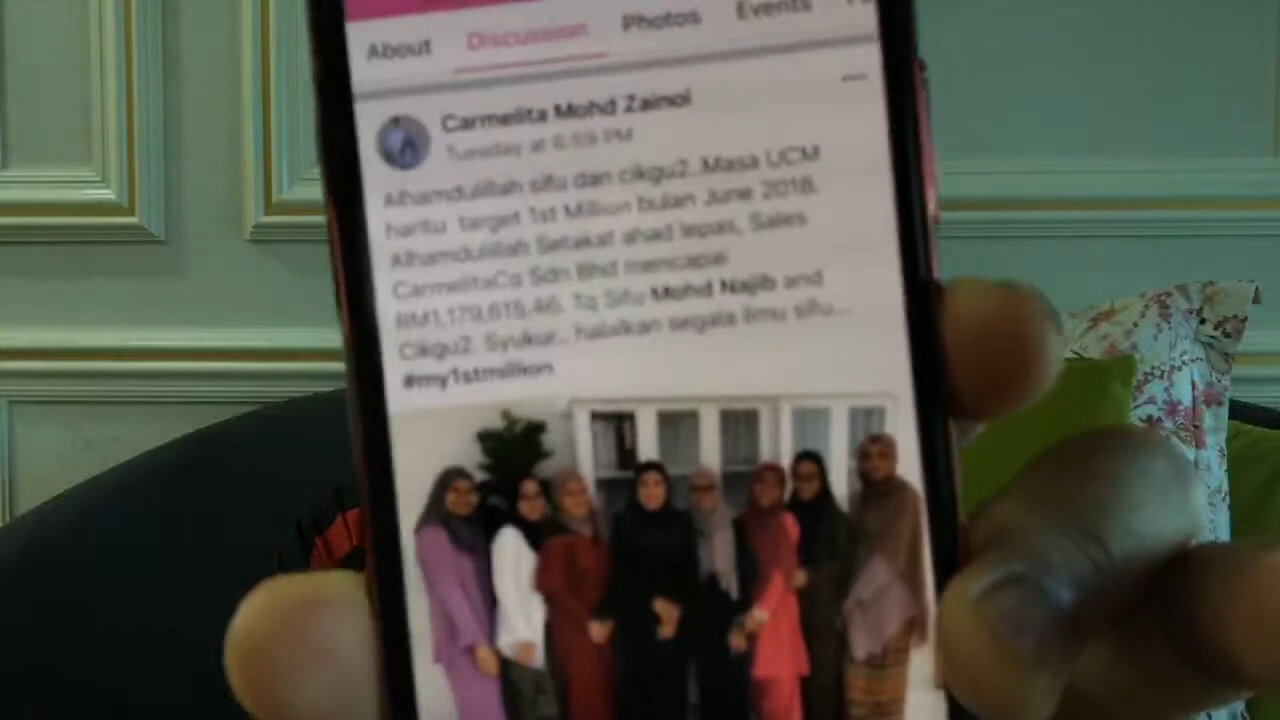 About Discussion Photos Events
Carmelita Mohd Zainol
Tuesday at 6:59 PM
Alhamdulillah sifu dan cikgu2..Masa UCM
haritu target 1st Million bulan June 2018.
Alhamdulillah Setakat ahad lepas, Sales
CarmelitaCo Sdn Bhd mencapai
RM1,179,615.46. Tq Sifu Mohd Najib and
Cikgu2. Syukur.. halalkan segala ilmu sifu...
#my1stmillion